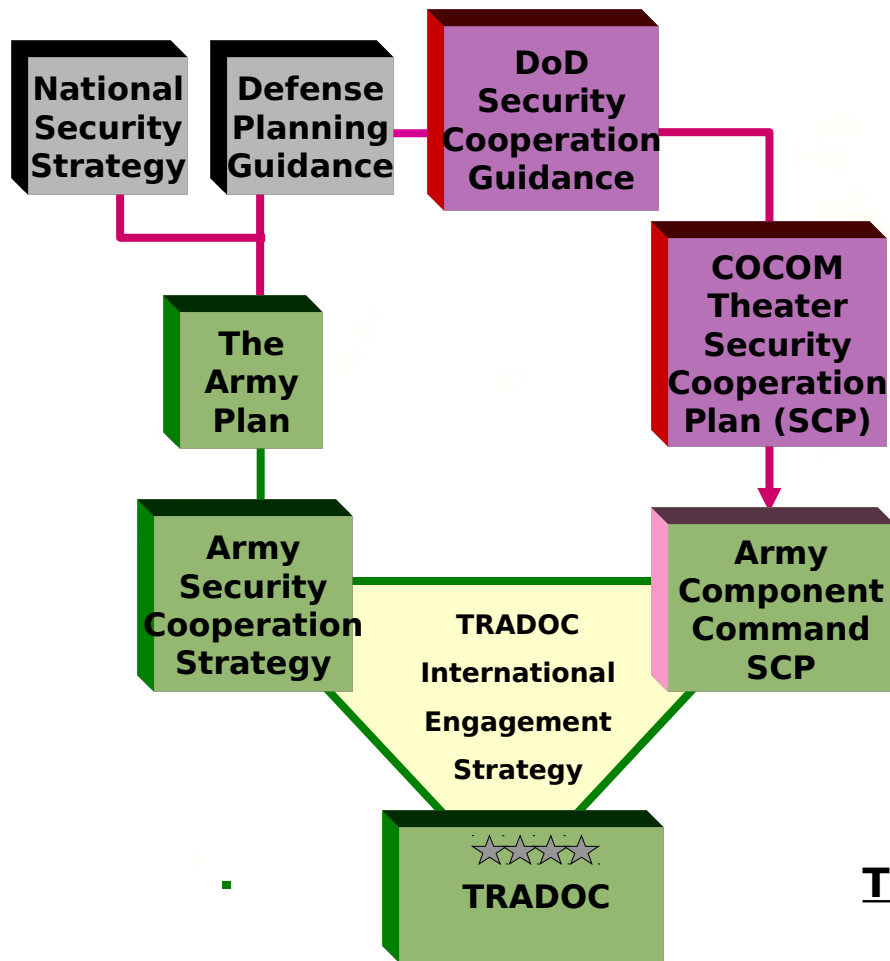 National
Security
Strategy
Defense
Planning
Guidance
DoD
Security
Cooperation
Guidance
COCOM
Theater
Security
Cooperation
Plan (SCP)
The
Army
Plan
Army
Security
Cooperation
Strategy
TRADOC
International
Engagement
Strategy
Army
Component
Command
SCP
TRADOC
T